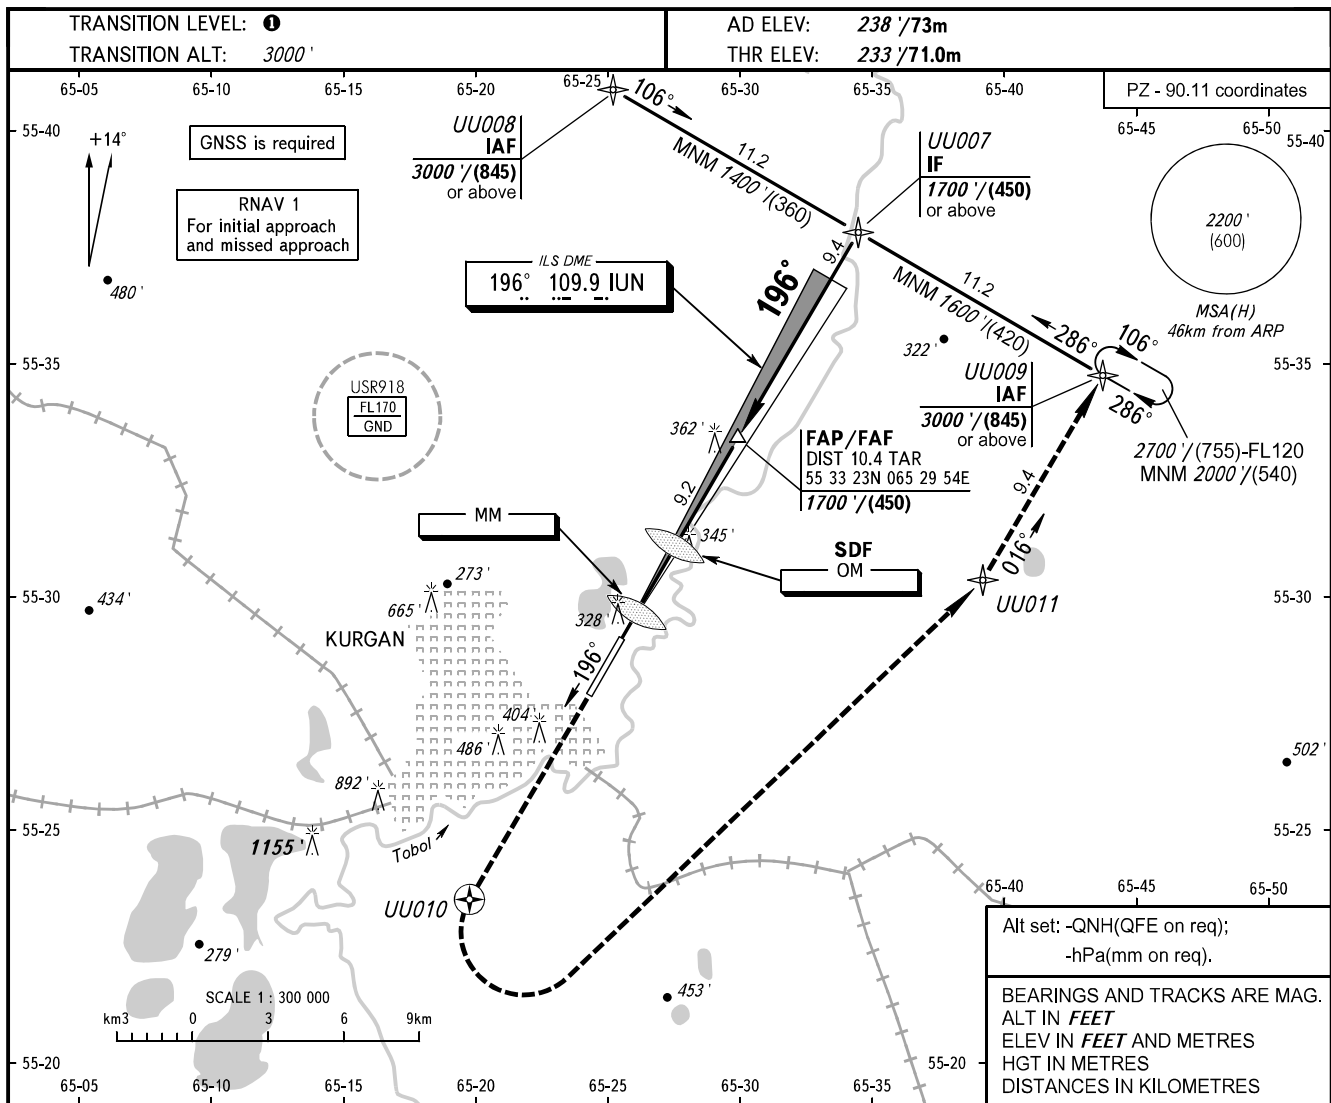 TRANSITION LEVEL: ❶
TRANSITION ALT: 3000 '
AD ELEV: 238 '/73m
THR ELEV: 233 '/71.0m
65-05 65-10 65-15 65-20 65-25 65-30 65-35 65-40
PZ - 90.11 coordinates
65-45 65-50 55-40
55-40
+14°
GNSS is required
RNAV 1
For initial approach
and missed approach
480 '
UU008
IAF
3000 '/(845)
or above
106°
11.2
MNM 1400 '/(360)
UU007
IF
1700 '/(450)
or above
2200 '
(600)
MSA(H)
46km from ARP
ILS DME
196° 109.9 IUN
196°
9.4
11.2
MNM 1600 '/(420)
322 '
286°
106°
286°
UU009
IAF
3000 '/(845)
or above
2700 '/(755)-FL120
MNM 2000 '/(540)
55-35
55-35
USR918
FL170
GND
362 '
FAP/FAF
DIST 10.4 TAR
55 33 23N 065 29 54E
1700 '/(450)
9.2
9.4
016°
UU011
MM
345 '
SDF
OM
55-30
55-30
434 '
273 '
665 '
328 '
KURGAN
196°
404 '
486 '
892 '
1155 '
502 '
55-25
55-25
Tobol
UU010
279 '
453 '
SCALE 1 : 300 000
km3 0 3 6 9km
65-40 65-45 65-50
Alt set: -QNH(QFE on req);
-hPa(mm on req).
BEARINGS AND TRACKS ARE MAG.
ALT IN FEET
ELEV IN FEET AND METRES
HGT IN METRES
DISTANCES IN KILOMETRES
55-20
55-20
65-05 65-10 65-15 65-20 65-25 65-30 65-35